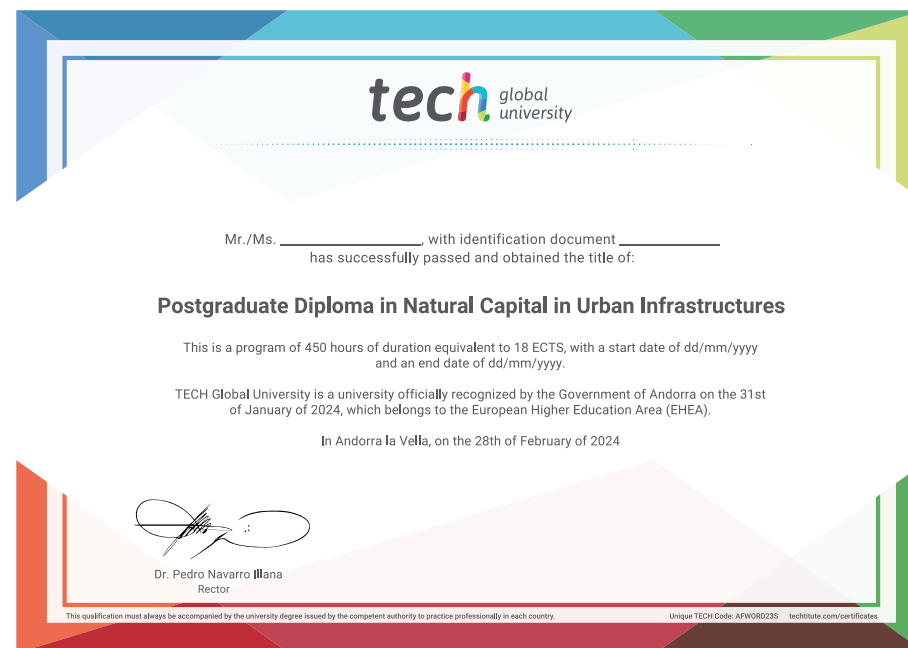 tech global university
Mr./Ms. ____________, with identification document ____________
has successfully passed and obtained the title of:
Postgraduate Diploma in Natural Capital in Urban Infrastructures
This is a program of 450 hours of duration equivalent to 18 ECTS, with a start date of dd/mm/yyyy
and an end date of dd/mm/yyyy.
TECH Global University is a university officially recognized by the Government of Andorra on the 31st
of January of 2024, which belongs to the European Higher Education Area (EHEA).
In Andorra la Vella, on the 28th of February of 2024
Dr. Pedro Navarro Illana
Rector
This qualification must always be accompanied by the university degree issued by the competent authority to practice professionally in each country.
Unique TECH Code: AFWORD23S techtitute.com/certificates